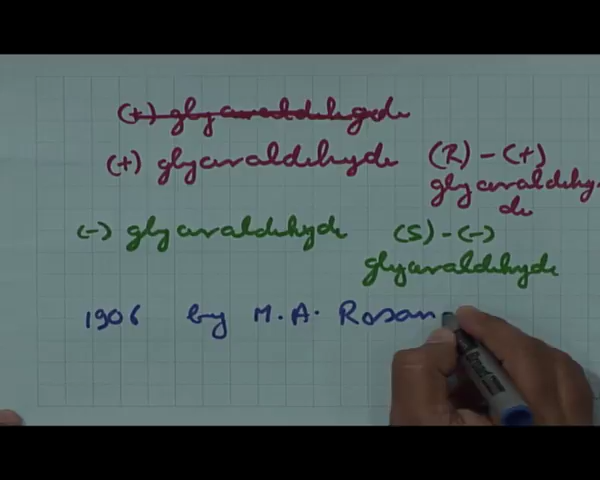 (+) glyceraldehyde
(+) glyceraldehyde (R) - (+)
glyceraldehyde
(-) glyceraldehyde (S) - (-)
glyceraldehyde
1906 by M. A. Rosan